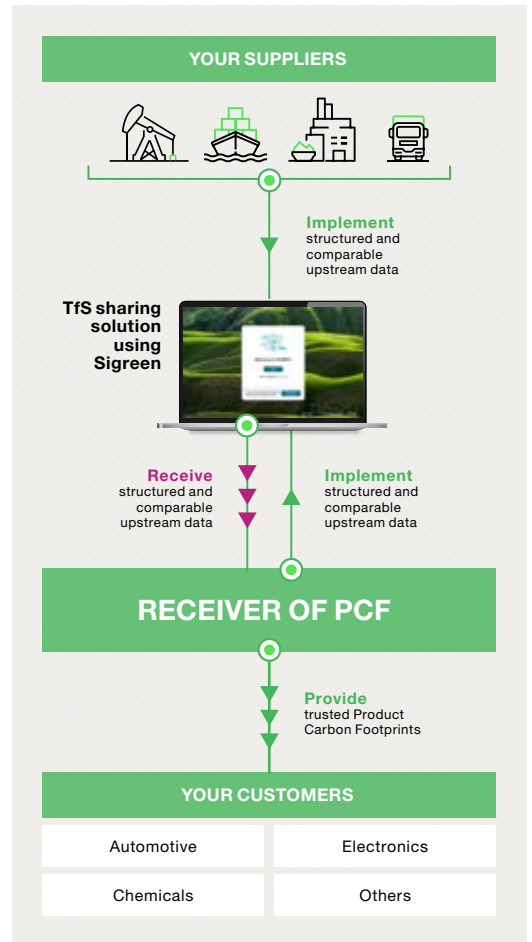 YOUR SUPPLIERS
Implement
structured and
comparable
upstream data
TfS sharing
solution
using
Sigreen
Receive
structured and
comparable
upstream data
Implement
structured and
comparable
upstream data
RECEIVER OF PCF
Provide
trusted Product
Carbon Footprints
YOUR CUSTOMERS
Automotive
Electronics
Chemicals
Others